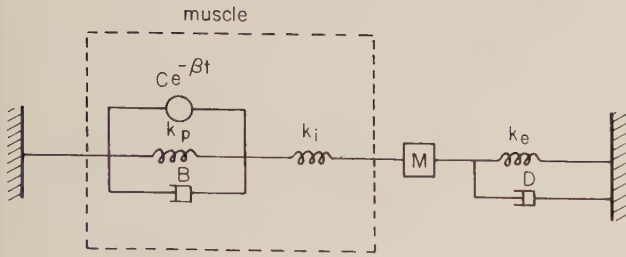 muscle
Ce^{-βt}
k_p
B
k_i
M
k_e
D